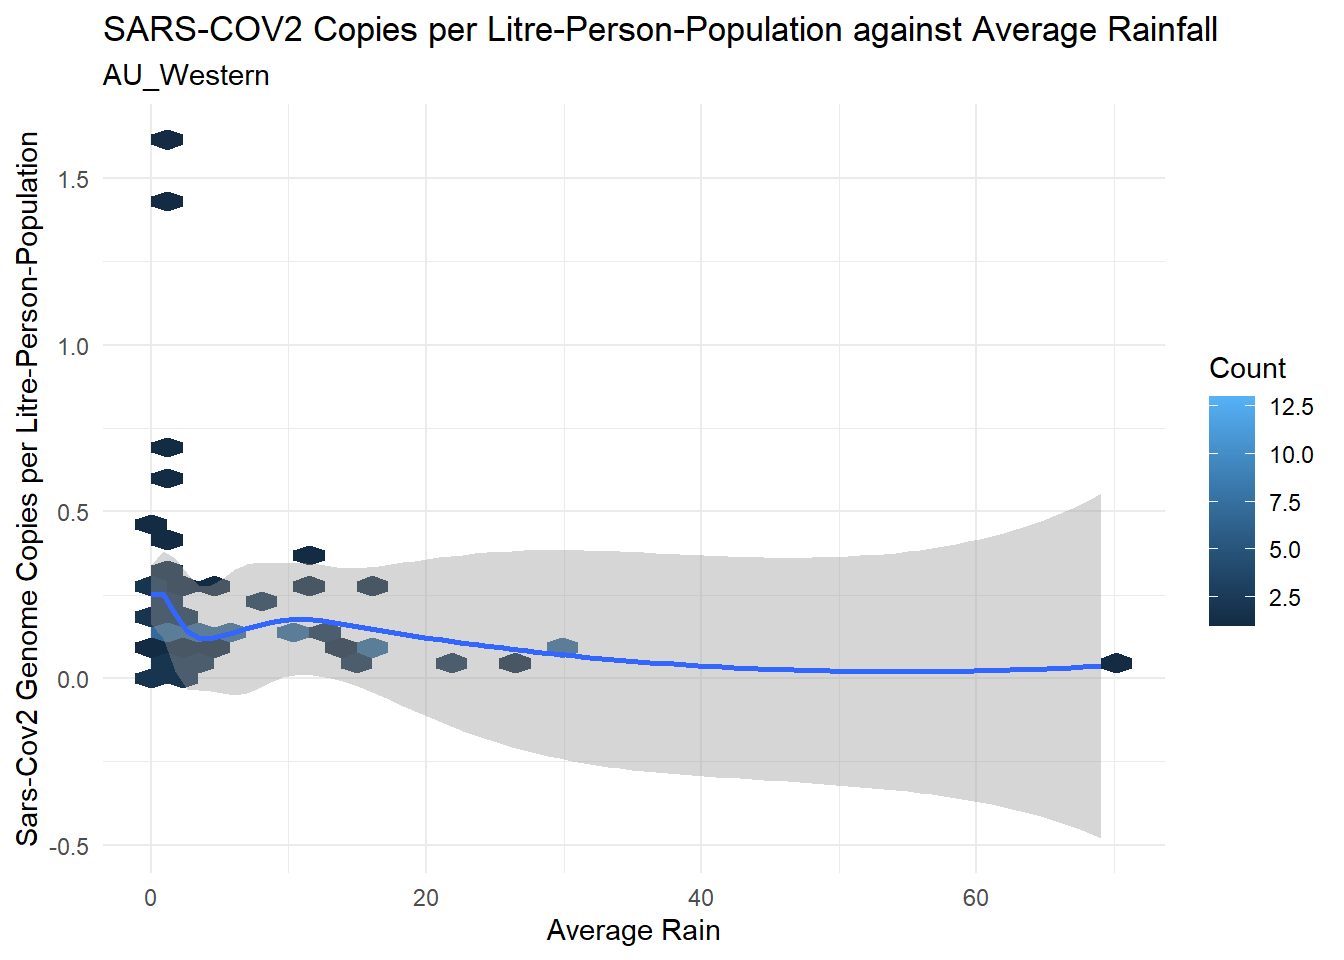 SARS-COV2 Copies per Litre-Person-Population against Average Rainfall
AU_Western
Sars-Cov2 Genome Copies per Litre-Person-Population
1.5
1.0
0.5
0.0
-0.5
0
20
40
60
Average Rain
Count
12.5
10.0
7.5
5.0
2.5